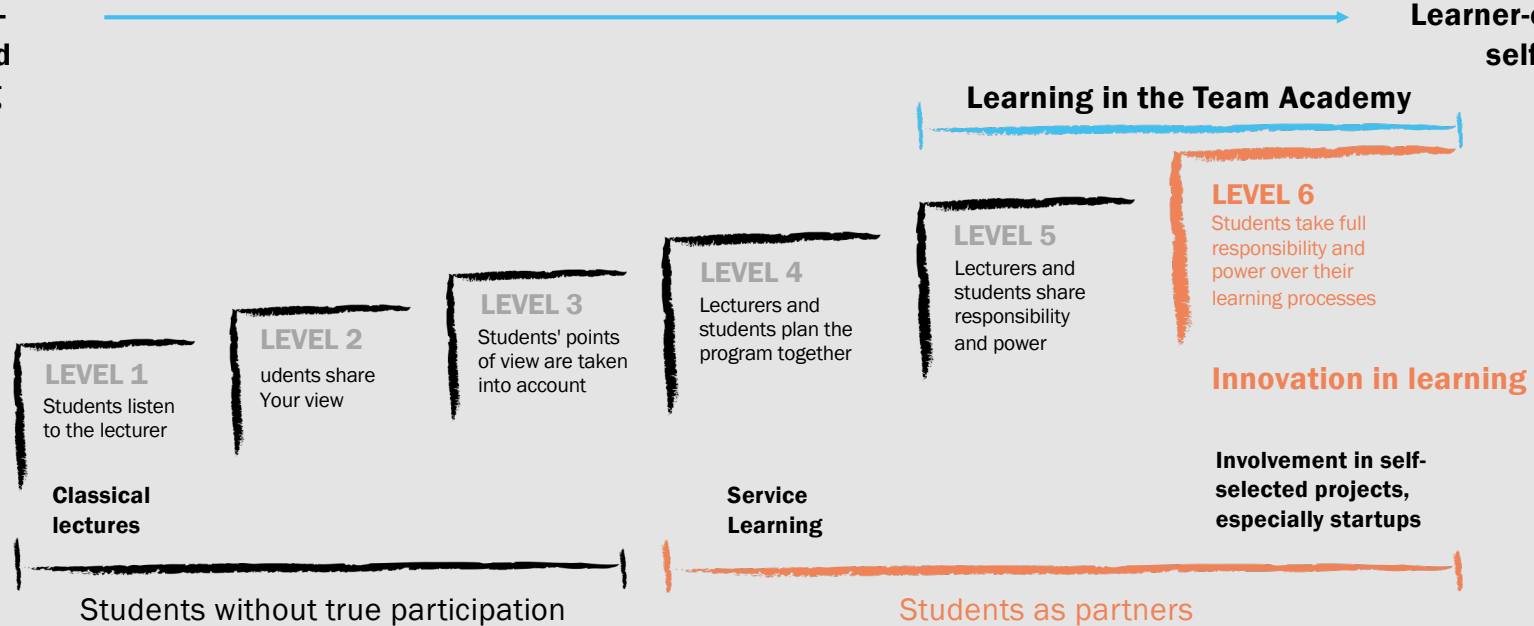 Learner-
self
Learning in the Team Academy
LEVEL 6
Students take full
responsibility and
power over their
learning processes
LEVEL 5
Lecturers and
students share
responsibility
and power
LEVEL 4
Lecturers and
students plan the
program together
LEVEL 3
Students' points
of view are taken
into account
LEVEL 2
udents share
Your view
LEVEL 1
Students listen
to the lecturer
Innovation in learning
Involvement in self-
selected projects,
especially startups
Classical
lectures
Service
Learning
Students without true participation
Students as partners